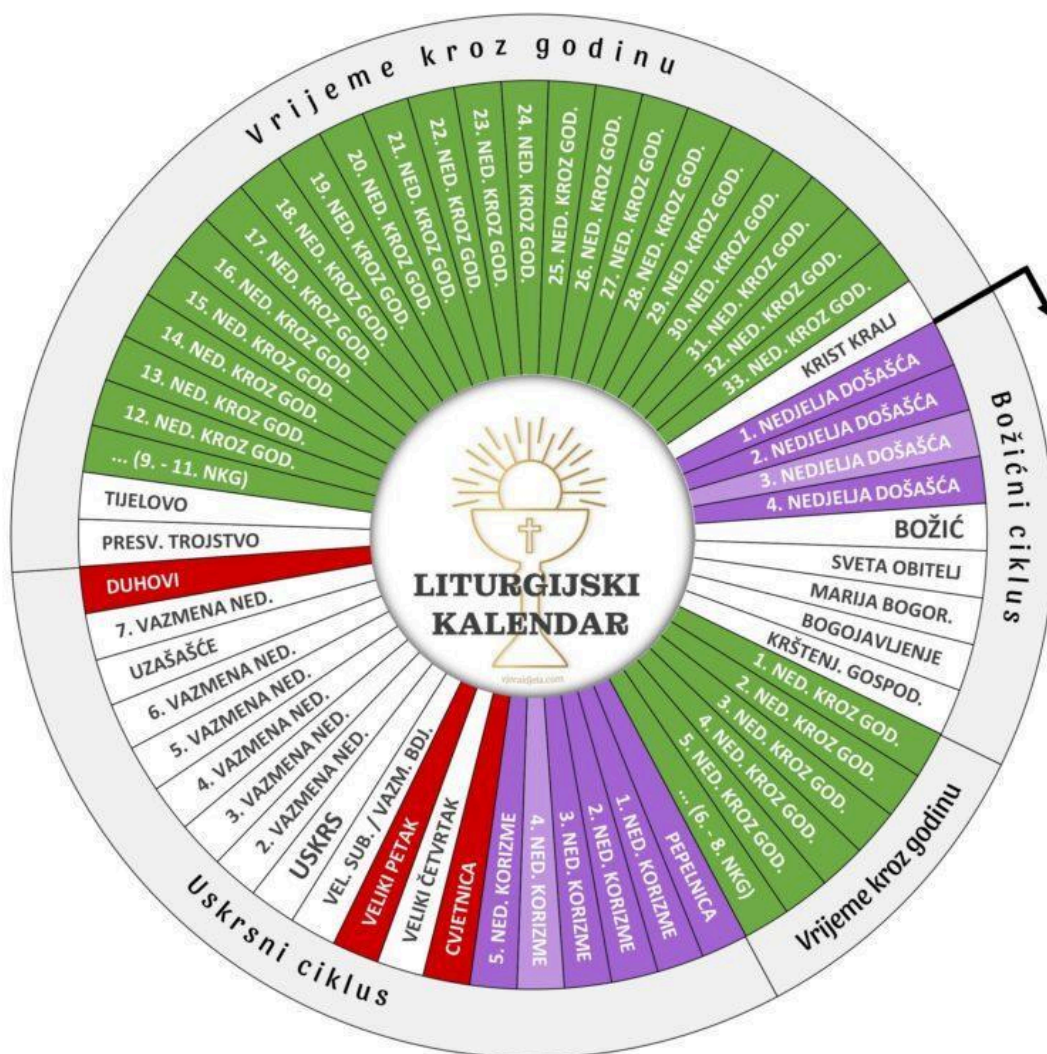 Vrijeme kroz godinu
Božićni ciklus
Vrijeme kroz godinu
Uskrsni ciklus
1. NEDJELJA DOŠAŠĆA
2. NEDJELJA DOŠAŠĆA
3. NEDJELJA DOŠAŠĆA
4. NEDJELJA DOŠAŠĆA
BOŽIĆ
SVETA OBITELJ
MARIJA BOGOR.
BOGOJAVLJENJE
KRŠTENJ. GOSPOD.
1. NED. KROZ GOD.
2. NED. KROZ GOD.
3. NED. KROZ GOD.
4. NED. KROZ GOD.
5. NED. KROZ GOD.
... (6. - 8. NKG)
PEPELNICA
1. NED. KORIZME
2. NED. KORIZME
3. NED. KORIZME
4. NED. KORIZME
5. NED. KORIZME
CVJETNICA
VELIKI ČETVRTAK
VELIKI PETAK
VEL. SUB. / VAZM. BDJ.
USKRS
2. VAZMENA NED.
3. VAZMENA NED.
4. VAZMENA NED.
5. VAZMENA NED.
6. VAZMENA NED.
UZAŠAŠĆE
7. VAZMENA NED.
DUHOVI
PRESV. TROJSTVO
TIJELOVO
... (9. - 11. NKG)
12. NED. KROZ GOD.
13. NED. KROZ GOD.
14. NED. KROZ GOD.
15. NED. KROZ GOD.
16. NED. KROZ GOD.
17. NED. KROZ GOD.
18. NED. KROZ GOD.
19. NED. KROZ GOD.
20. NED. KROZ GOD.
21. NED. KROZ GOD.
22. NED. KROZ GOD.
23. NED. KROZ GOD.
24. NED. KROZ GOD.
25. NED. KROZ GOD.
26. NED. KROZ GOD.
27. NED. KROZ GOD.
28. NED. KROZ GOD.
29. NED. KROZ GOD.
30. NED. KROZ GOD.
31. NED. KROZ GOD.
32. NED. KROZ GOD.
33. NED. KROZ GOD.
KRIST KRALJ
LITURGIJSKI
KALENDAR